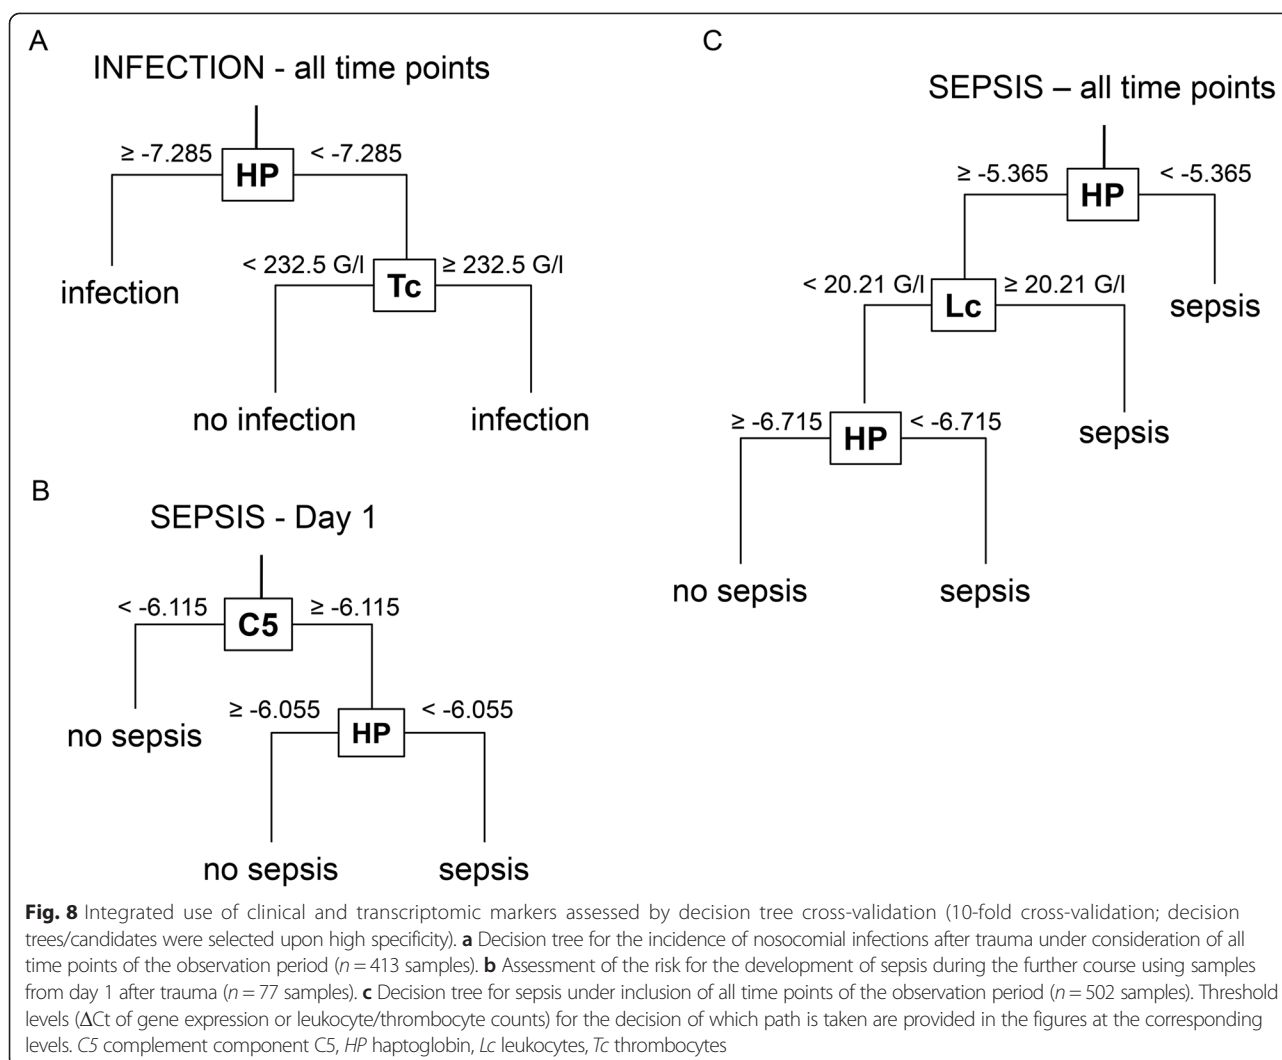 A
INFECTION - all time points
≥ -7.285
< -7.285
HP
infection
< 232.5 G/l
≥ 232.5 G/l
Tc
no infection
infection
B
SEPSIS - Day 1
< -6.115
≥ -6.115
C5
no sepsis
≥ -6.055
< -6.055
HP
no sepsis
sepsis
C
SEPSIS – all time points
≥ -5.365
< -5.365
HP
sepsis
< 20.21 G/l
≥ 20.21 G/l
Lc
sepsis
≥ -6.715
< -6.715
HP
no sepsis
sepsis
Fig. 8 Integrated use of clinical and transcriptomic markers assessed by decision tree cross-validation (10-fold cross-validation; decision
trees/candidates were selected upon high specificity). a Decision tree for the incidence of nosocomial infections after trauma under consideration of all
time points of the observation period (n = 413 samples). b Assessment of the risk for the development of sepsis during the further course using samples
from day 1 after trauma (n = 77 samples). c Decision tree for sepsis under inclusion of all time points of the observation period (n = 502 samples). Threshold
levels (ΔCt of gene expression or leukocyte/thrombocyte counts) for the decision of which path is taken are provided in the figures at the corresponding
levels. C5 complement component C5, HP haptoglobin, Lc leukocytes, Tc thrombocytes